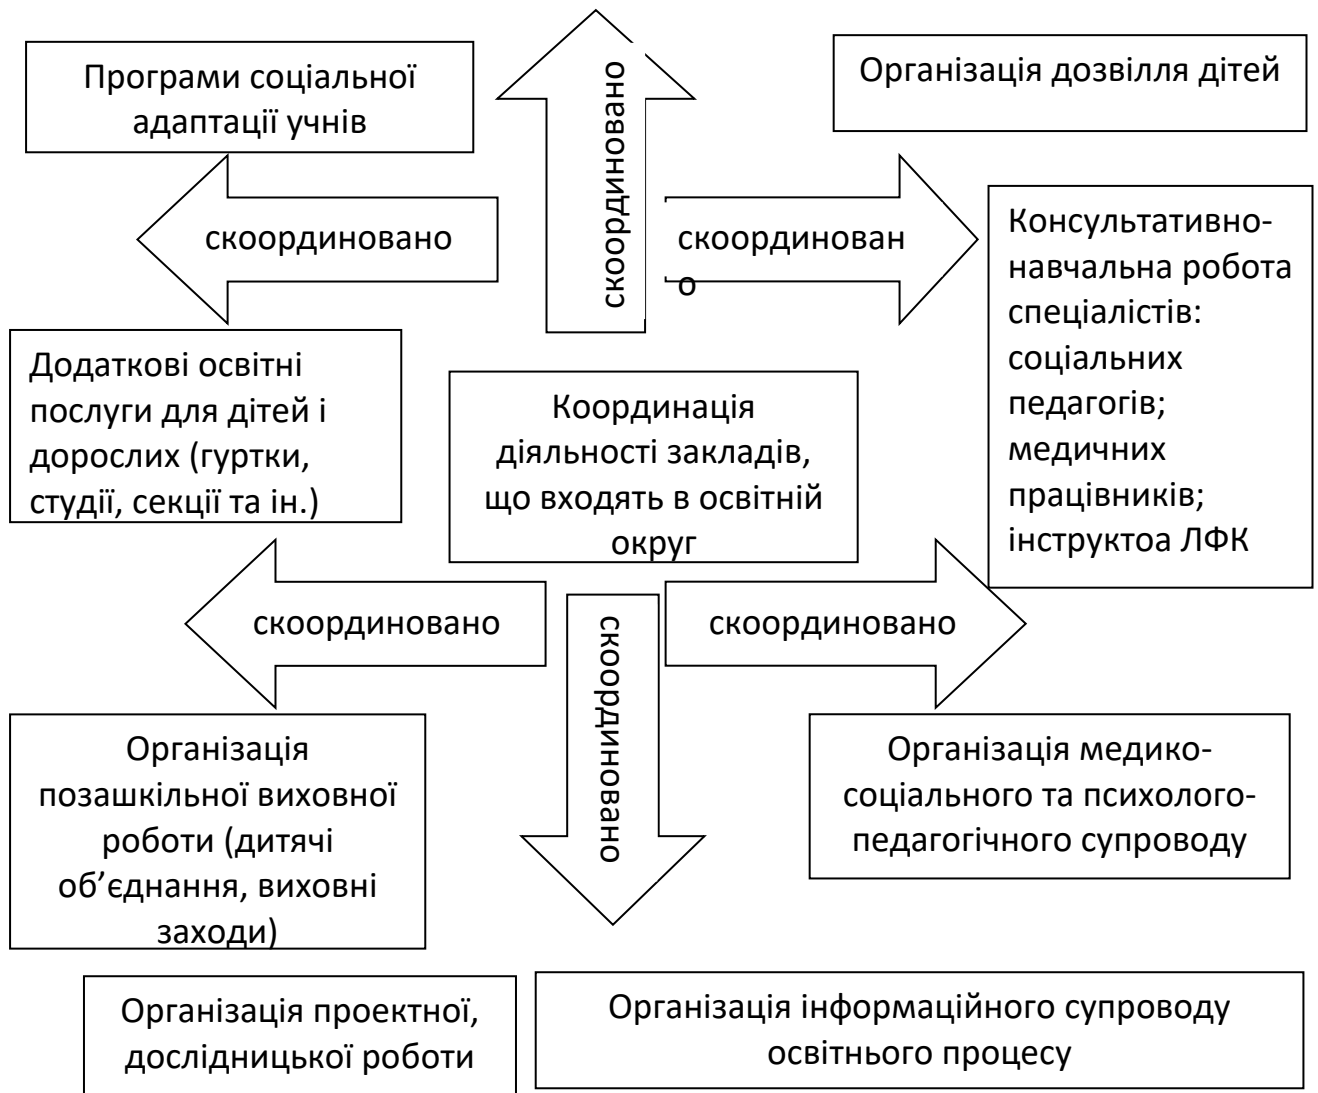 Програми соціальної
адаптації учнів
скоординовано
Організація дозвілля дітей
скоординовано
скоординован
о
Консультативно-
навчальна робота
спеціалістів:
соціальних
педагогів;
медичних
працівників;
інструктоа ЛФК
Додаткові освітні
послуги для дітей і
дорослих (гуртки,
студії, секції та ін.)
Координація
діяльності закладів,
що входять в освітній
округ
скоординовано
скоординовано
скоординовано
Організація
позашкільної виховної
роботи (дитячі
об’єднання, виховні
заходи)
Організація медико-
соціального та психолого-
педагогічного супроводу
Організація проектної,
дослідницької роботи
Організація інформаційного супроводу
освітнього процесу